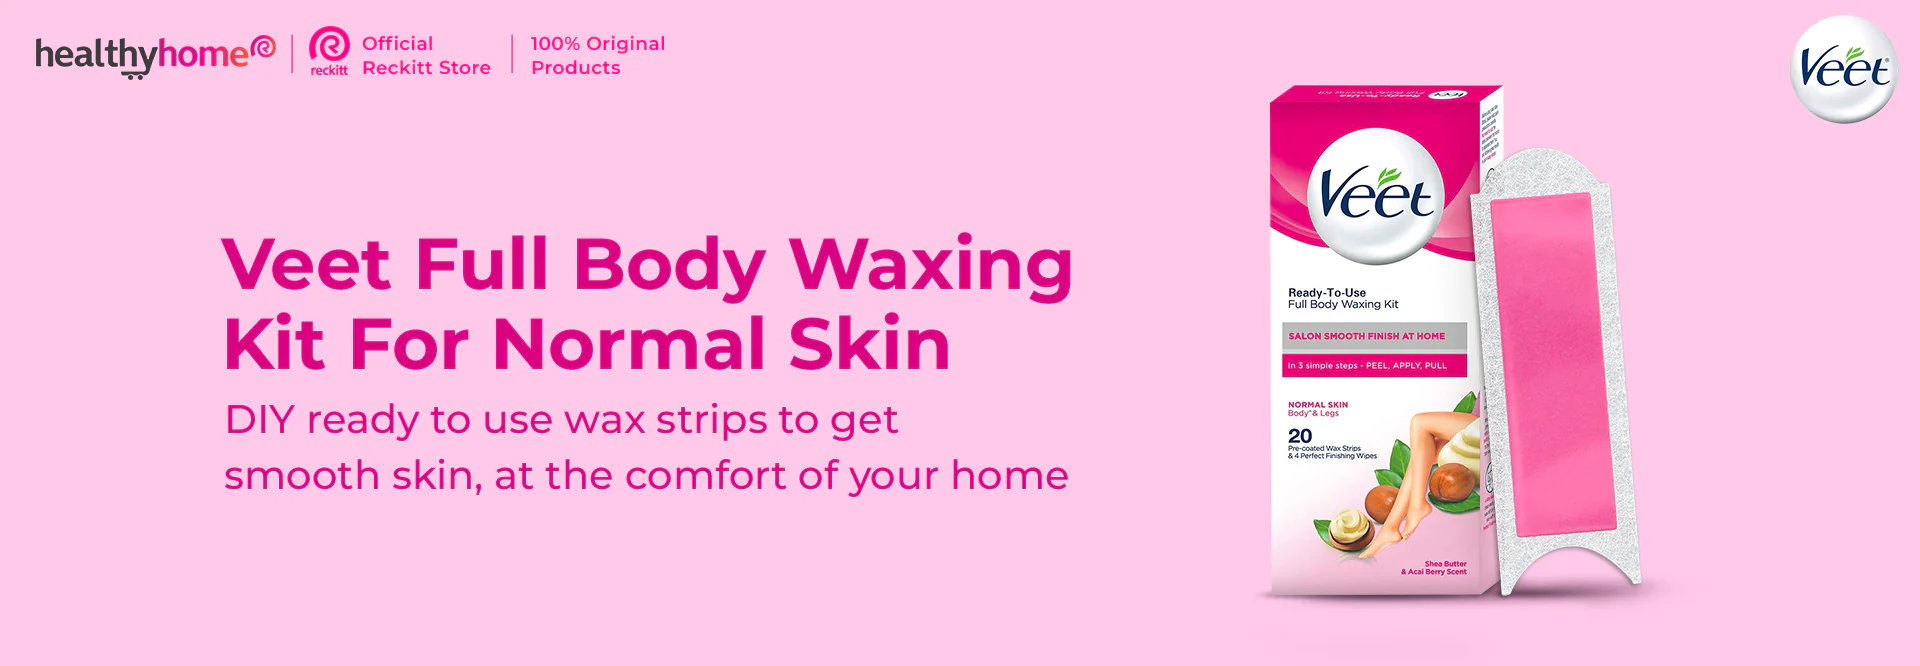 healthyhome
reckitt
Official
Reckitt Store
100% Original
Products
Veet
Veet Full Body Waxing
Kit For Normal Skin
DIY ready to use wax strips to get
smooth skin, at the comfort of your home
Veet
Ready-To-Use
Full Body Waxing Kit
SALON SMOOTH FINISH AT HOME
In 3 simple steps - PEEL, APPLY, PULL
NORMAL SKIN
Body* & Legs
20
Pre-coated Wax Strips
& 4 Perfect Finishing Wipes
Shea Butter
& Acai Berry Scent